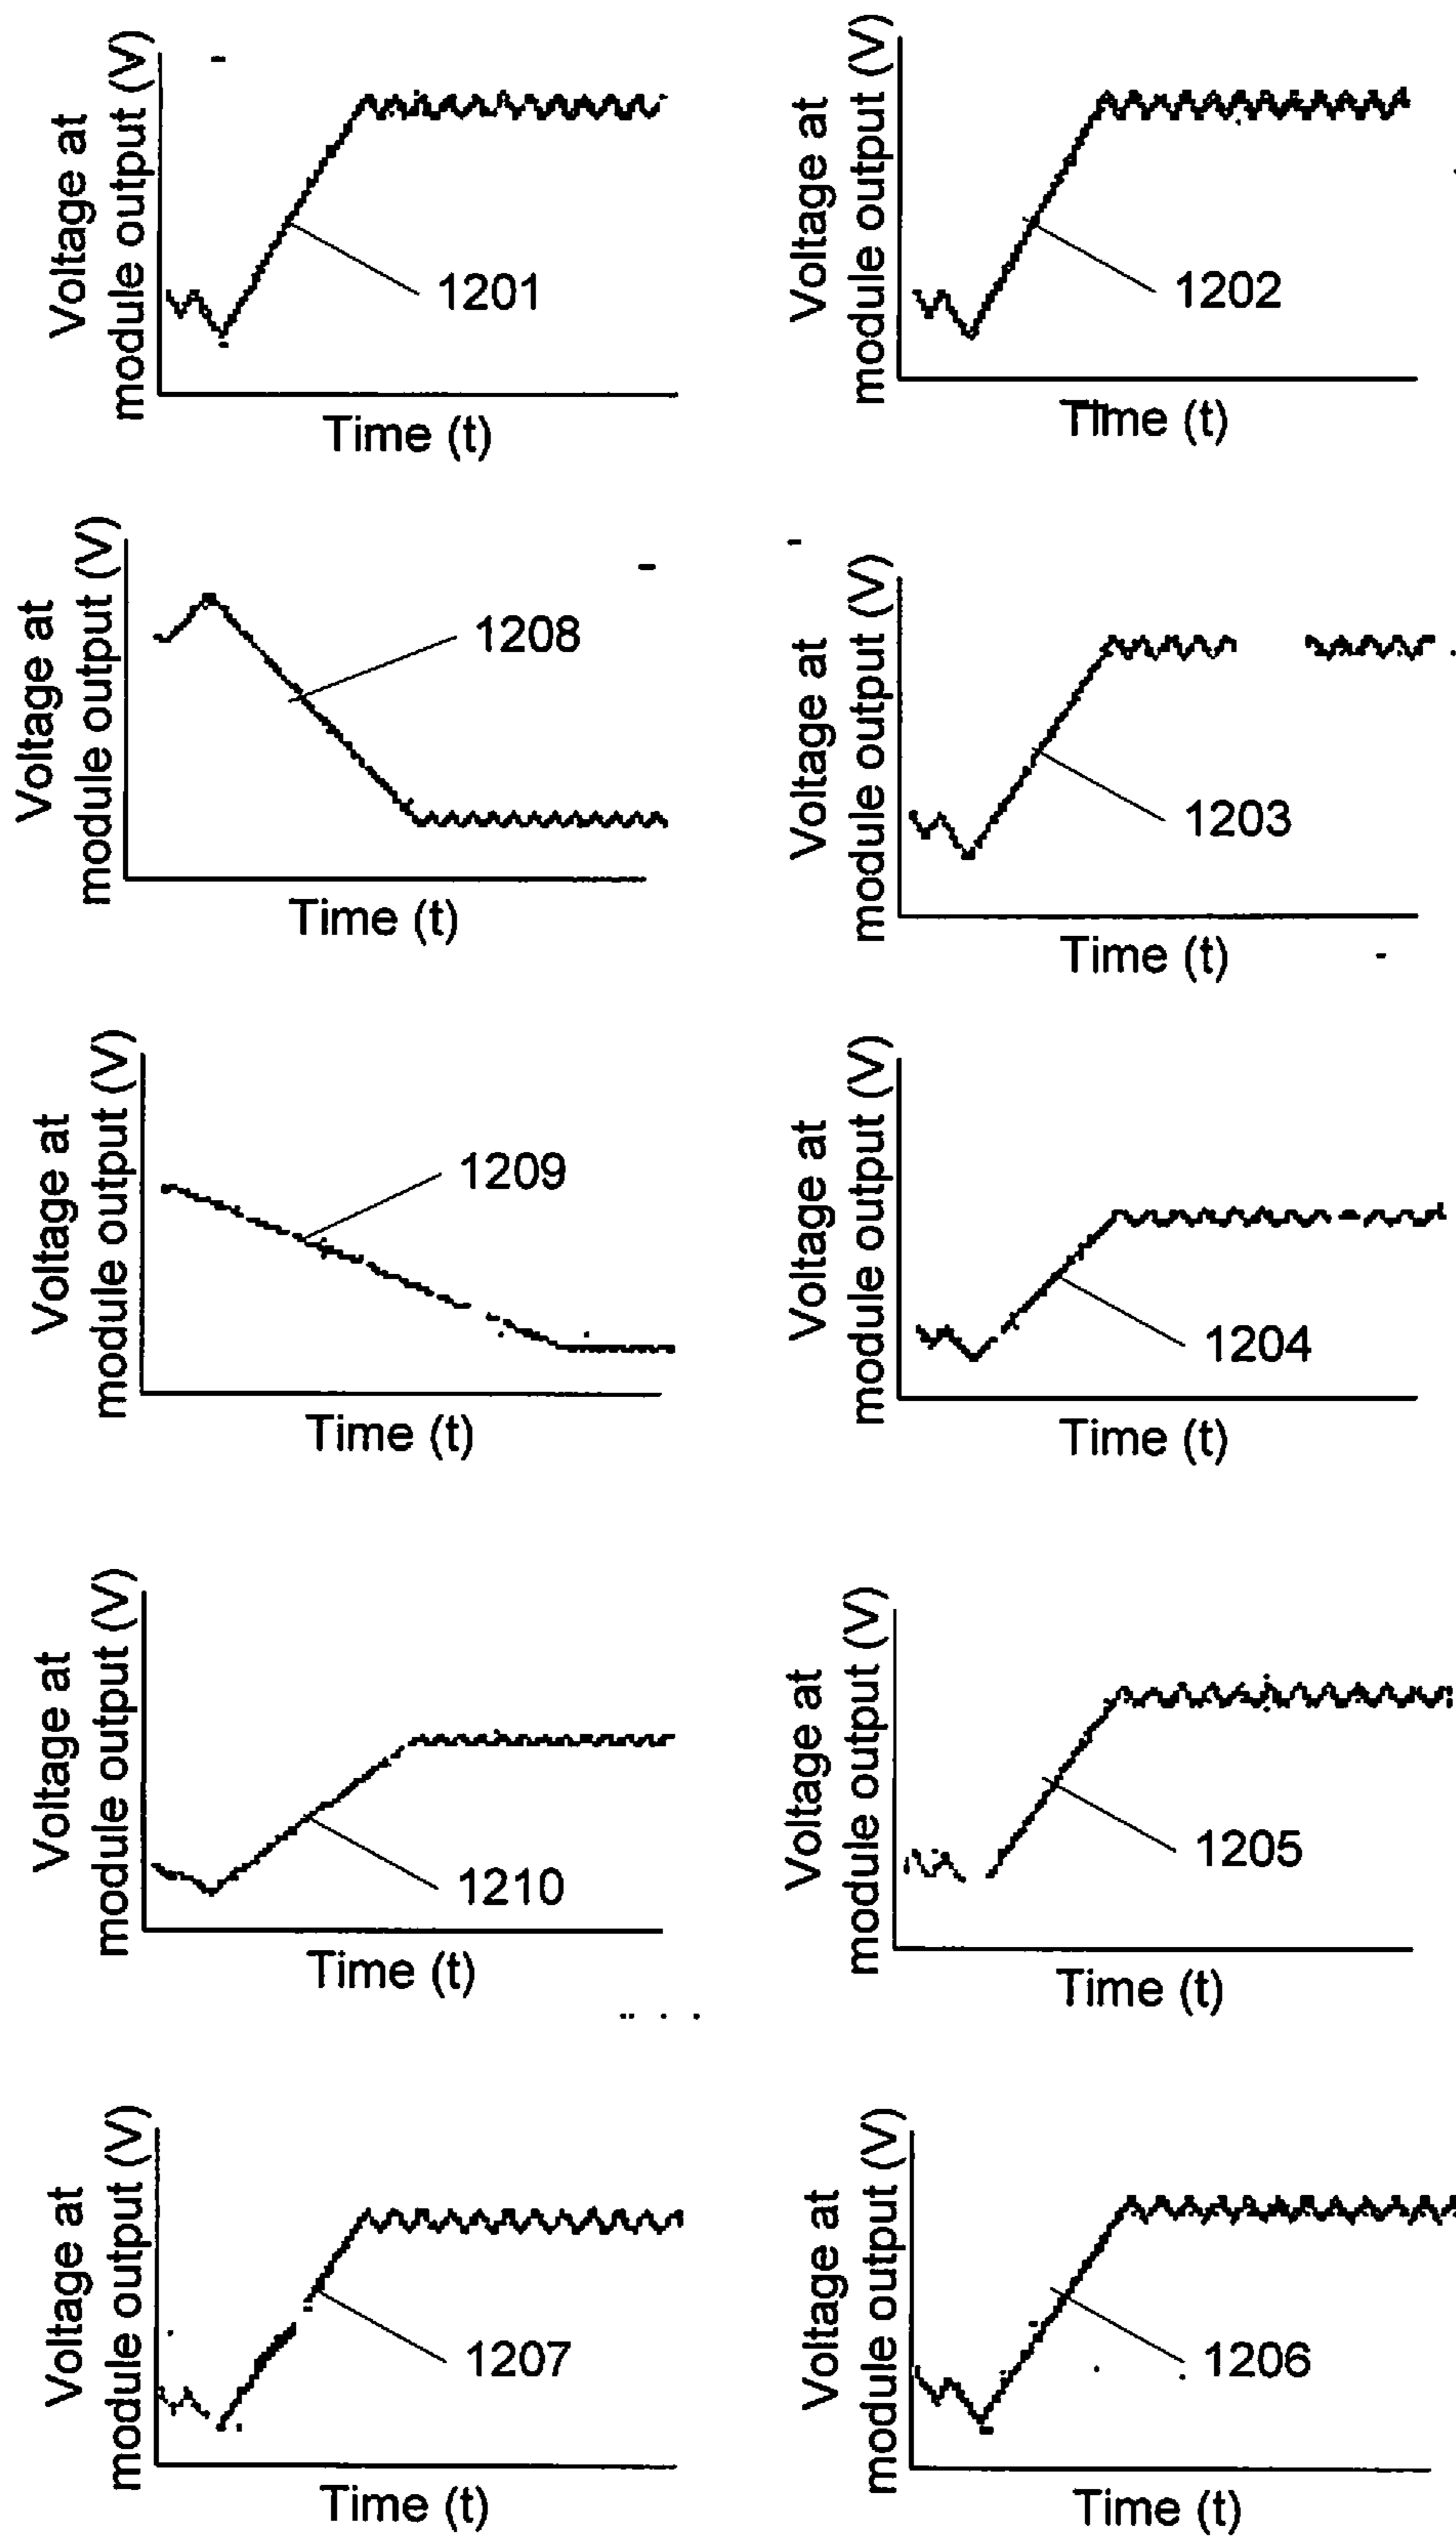 Voltage at
module output (V)
1201
Time (t)
Voltage at
module output (V)
1202
Time (t)
Voltage at
module output (V)
1208
Time (t)
Voltage at
module output (V)
1203
Time (t)
Voltage at
module output (V)
1209
Time (t)
Voltage at
module output (V)
1204
Time (t)
Voltage at
module output (V)
1210
Time (t)
Voltage at
module output (V)
1205
Time (t)
Voltage at
module output (V)
1207
Time (t)
Voltage at
module output (V)
1206
Time (t)